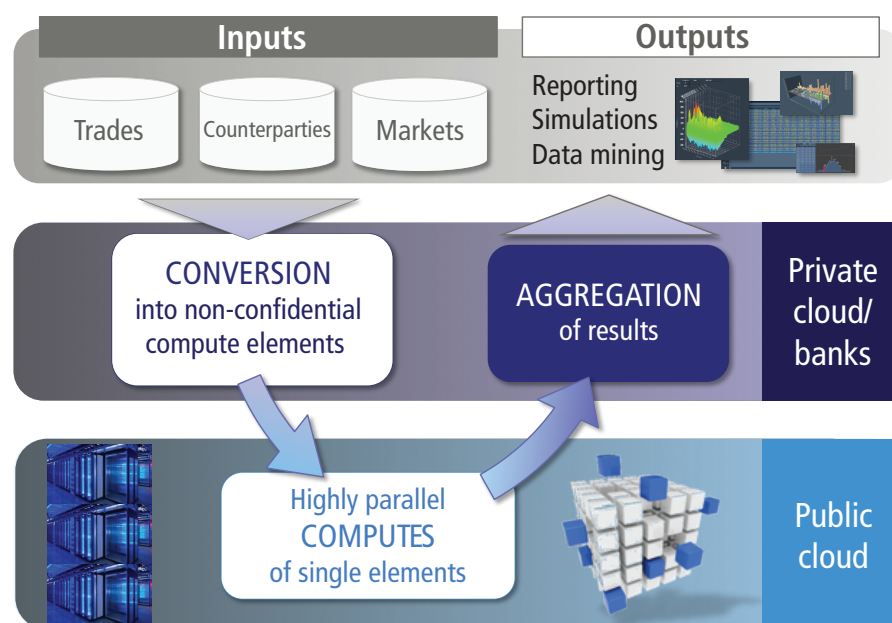 Inputs
Outputs
Trades
Counterparties
Markets
Reporting
Simulations
Data mining
CONVERSION
into non-confidential
compute elements
AGGREGATION
of results
Private
cloud/
banks
Highly parallel
COMPUTES
of single elements
Public
cloud